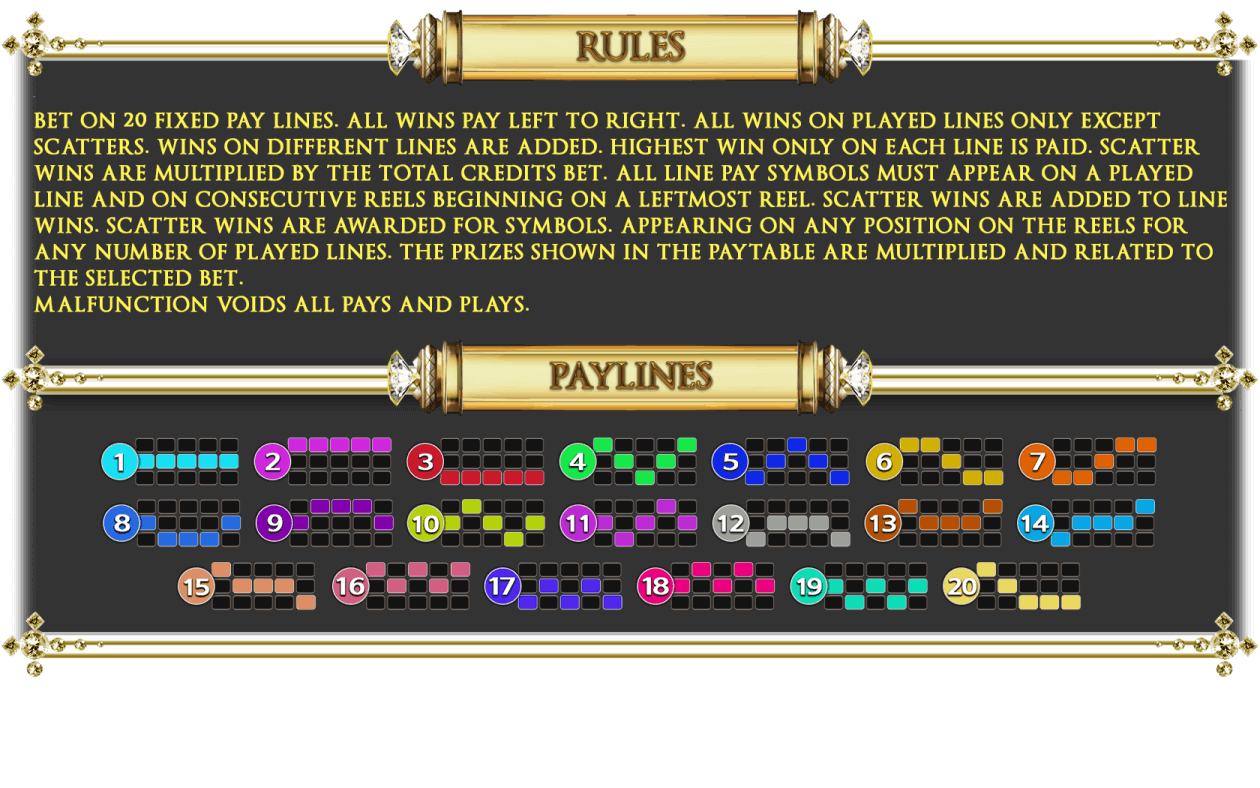 RULES
BET ON 20 FIXED PAY LINES. ALL WINS PAY LEFT TO RIGHT. ALL WINS ON PLAYED LINES ONLY EXCEPT
SCATTERS. WINS ON DIFFERENT LINES ARE ADDED. HIGHEST WIN ONLY ON EACH LINE IS PAID. SCATTER
WINS ARE MULTIPLIED BY THE TOTAL CREDITS BET. ALL LINE PAY SYMBOLS MUST APPEAR ON A PLAYED
LINE AND ON CONSECUTIVE REELS BEGINNING ON A LEFTMOST REEL. SCATTER WINS ARE ADDED TO LINE
WINS. SCATTER WINS ARE AWARDED FOR SYMBOLS. APPEARING ON ANY POSITION ON THE REELS FOR
ANY NUMBER OF PLAYED LINES. THE PRIZES SHOWN IN THE PAYTABLE ARE MULTIPLIED AND RELATED TO
THE SELECTED BET.
MALFUNCTION VOIDS ALL PAYS AND PLAYS.
PAYLINES
1 2 3 4 5 6 7
8 9 10 11 12 13 14
15 16 17 18 19 20